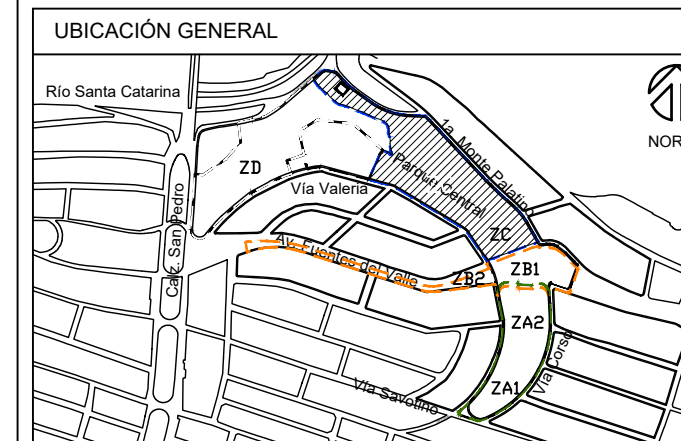 UBICACIÓN GENERAL
Río Santa Catarina
NOR
1a. Monte Palatino
Parque Central
ZD
Vía Valeria
Calz. San Pedro
ZC
Av. Fuentes del Valle
ZB2
ZB1
ZA2
Vía Corso
ZA1
Vía Savotino